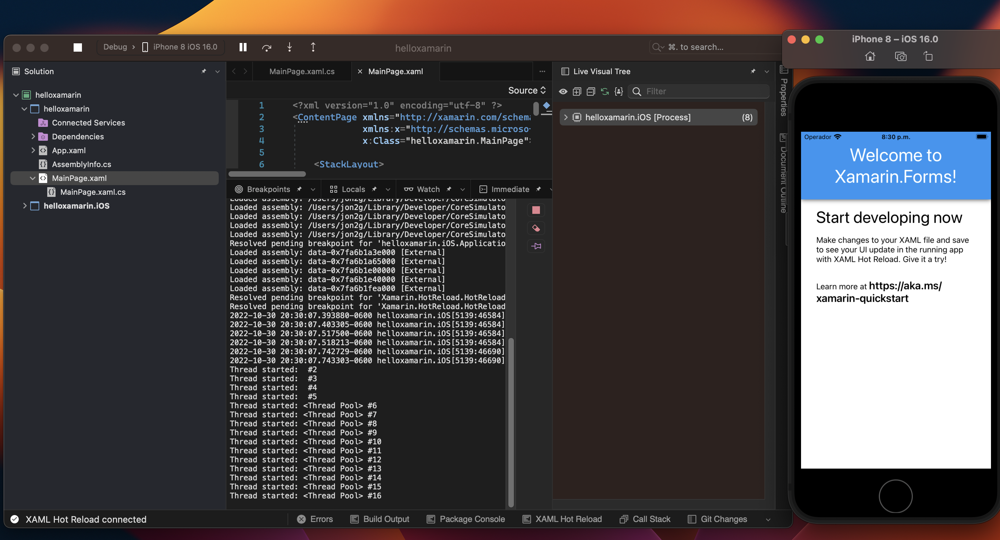 Debug > iPhone 8 iOS 16.0
helloxamarin
⌘. to search...
iPhone 8 – iOS 16.0
Solution
helloxamarin
helloxamarin
Connected Services
Dependencies
App.xaml
AssemblyInfo.cs
MainPage.xaml
MainPage.xaml.cs
helloxamarin.iOS
MainPage.xaml.cs
MainPage.xaml
Source
1 <?xml version="1.0" encoding="utf-8" ?>
2 <ContentPage xmlns="http://xamarin.com/schema
3 xmlns:x="http://schemas.microso
4 x:Class="helloxamarin.MainPage">
5
6 <StackLayout>
Breakpoints
Locals
Watch
Immediate
Loaded assembly: /Users/jon2g/Library/Developer/CoreSimulato
Loaded assembly: /Users/jon2g/Library/Developer/CoreSimulato
Loaded assembly: /Users/jon2g/Library/Developer/CoreSimulato
Loaded assembly: /Users/jon2g/Library/Developer/CoreSimulato
Loaded assembly: /Users/jon2g/Library/Developer/CoreSimulato
Resolved pending breakpoint for 'helloxamarin.iOS.Applicatio
Loaded assembly: data-0x7fa6b1a3e000 [External]
Loaded assembly: data-0x7fa6b1a65000 [External]
Loaded assembly: data-0x7fa6b1e00000 [External]
Loaded assembly: data-0x7fa6b1e40000 [External]
Loaded assembly: data-0x7fa6b1fea000 [External]
Resolved pending breakpoint for 'Xamarin.HotReload.HotReload
Resolved pending breakpoint for 'Xamarin.HotReload.HotReload
2022-10-30 20:30:07.393880-0600 helloxamarin.iOS[5139:46584]
2022-10-30 20:30:07.403305-0600 helloxamarin.iOS[5139:46584]
2022-10-30 20:30:07.517500-0600 helloxamarin.iOS[5139:46584]
2022-10-30 20:30:07.518213-0600 helloxamarin.iOS[5139:46584]
2022-10-30 20:30:07.742729-0600 helloxamarin.iOS[5139:46690]
2022-10-30 20:30:07.743303-0600 helloxamarin.iOS[5139:46690]
Thread started:  #2
Thread started:  #3
Thread started:  #4
Thread started:  #5
Thread started: <Thread Pool> #6
Thread started: <Thread Pool> #7
Thread started: <Thread Pool> #8
Thread started: <Thread Pool> #9
Thread started: <Thread Pool> #10
Thread started: <Thread Pool> #11
Thread started: <Thread Pool> #12
Thread started: <Thread Pool> #13
Thread started: <Thread Pool> #14
Thread started: <Thread Pool> #15
Thread started: <Thread Pool> #16
Live Visual Tree
Filter
helloxamarin.iOS [Process] (8)
Properties
Document Outline
Operador 8:30 p.m.
Welcome to
Xamarin.Forms!
Start developing now
Make changes to your XAML file and save
to see your UI update in the running app
with XAML Hot Reload. Give it a try!
Learn more at https://aka.ms/
xamarin-quickstart
XAML Hot Reload connected
Errors
Build Output
Package Console
XAML Hot Reload
Call Stack
Git Changes